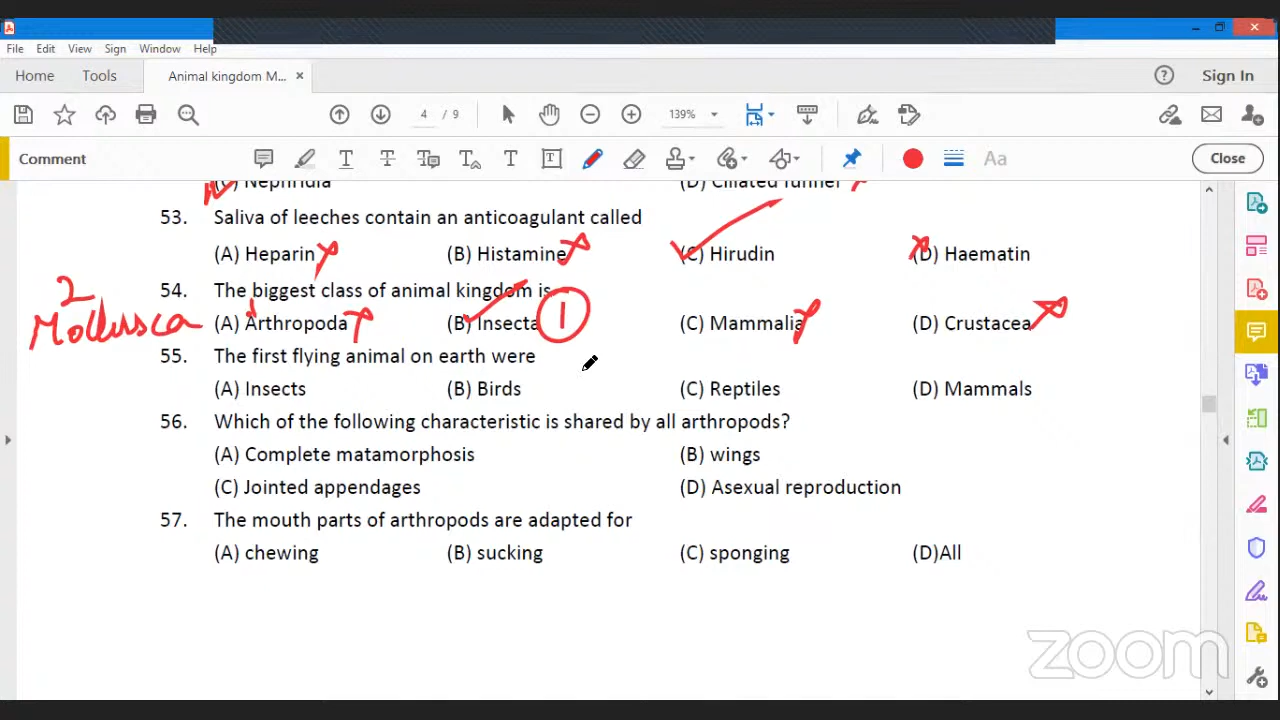 File Edit View Sign Window Help
Home Tools Animal kingdom M... × Sign In
4 / 9 139%
Comment Aa Close
(C) Nephridia (D) Ciliated funnel
53. Saliva of leeches contain an anticoagulant called
(A) Heparin (B) Histamine (C) Hirudin (D) Haematin
54. The biggest class of animal kingdom is
2
Mollusca (A) Arthropoda (B) Insecta 1 (C) Mammalia (D) Crustacea
55. The first flying animal on earth were
(A) Insects (B) Birds (C) Reptiles (D) Mammals
56. Which of the following characteristic is shared by all arthropods?
(A) Complete matamorphosis (B) wings
(C) Jointed appendages (D) Asexual reproduction
57. The mouth parts of arthropods are adapted for
(A) chewing (B) sucking (C) sponging (D)All
zoom